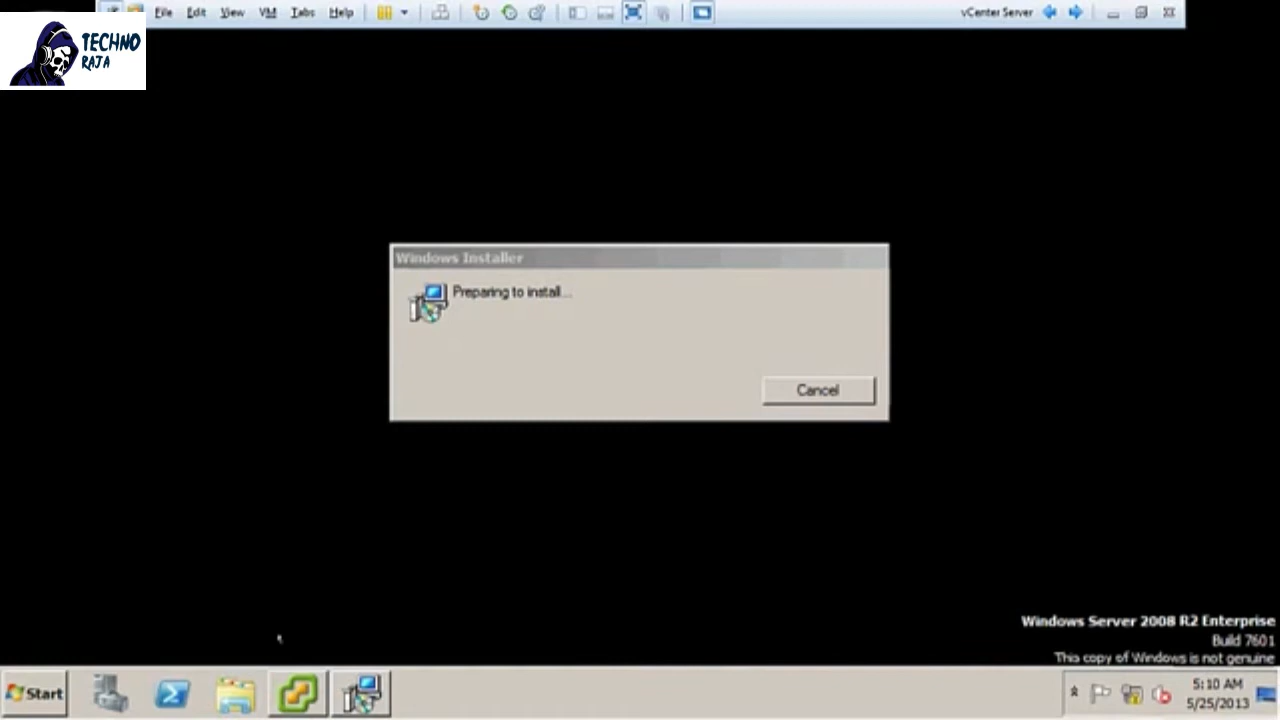 File Edit View VM Tabs Help
vCenter Server
TECHNO
RAJA
Windows Installer
Preparing to install...
Cancel
Windows Server 2008 R2 Enterprise
Build 7601
This copy of Windows is not genuine
Start
5:10 AM
5/25/2013